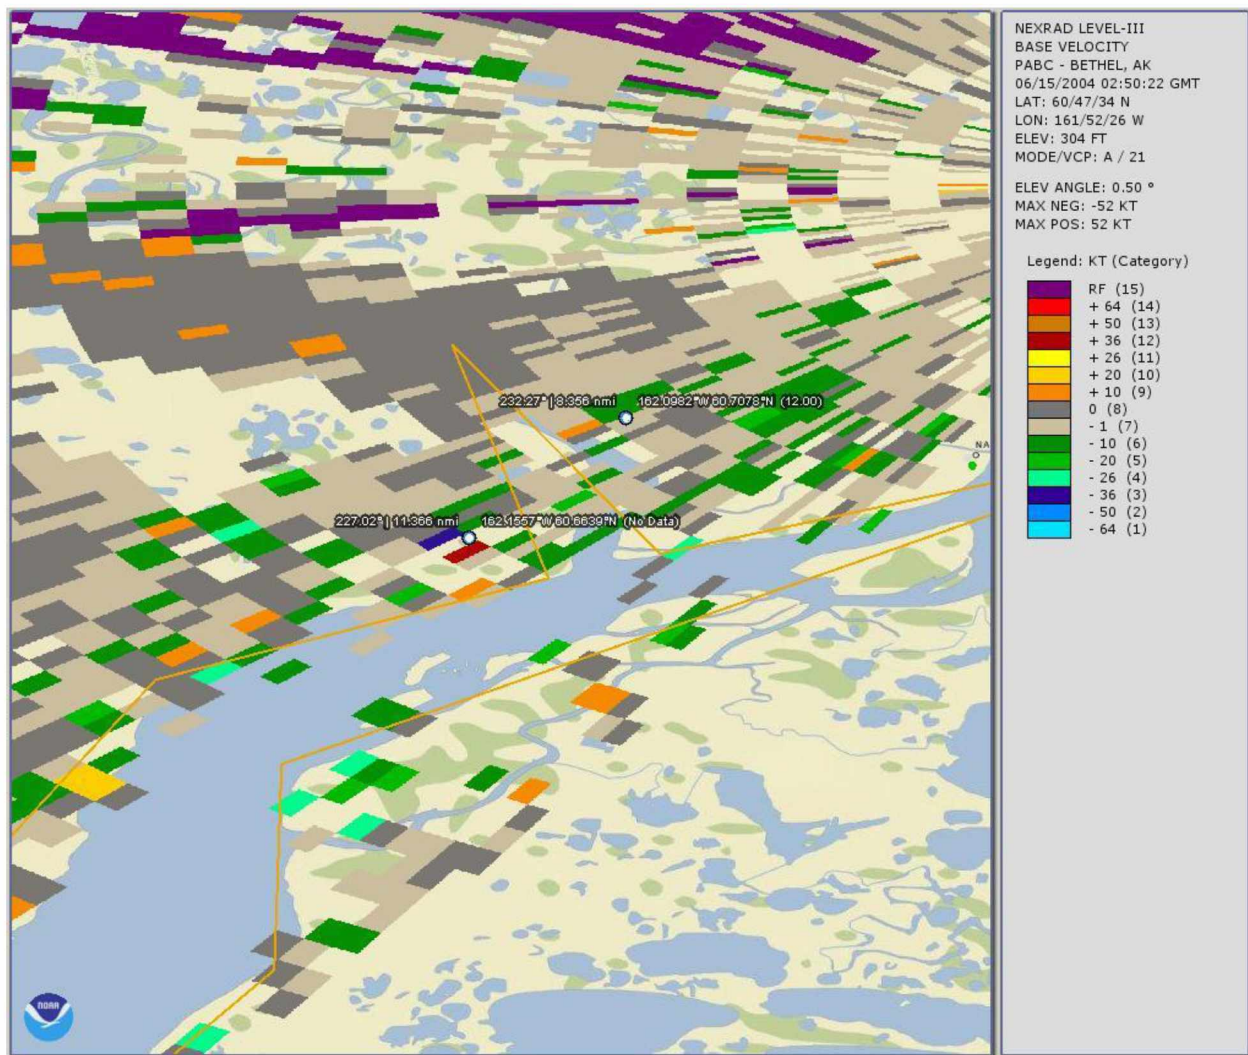 NEXRAD LEVEL-III
BASE VELOCITY
PABC - BETHEL, AK
06/15/2004 02:50:22 GMT
LAT: 60/47/34 N
LON: 161/52/26 W
ELEV: 304 FT
MODE/VCP: A / 21
ELEV ANGLE: 0.50 °
MAX NEG: -52 KT
MAX POS: 52 KT
Legend: KT (Category)
RF (15)
+ 64 (14)
+ 50 (13)
+ 36 (12)
+ 26 (11)
+ 20 (10)
+ 10 (9)
0 (8)
- 1 (7)
- 10 (6)
- 20 (5)
- 26 (4)
- 36 (3)
- 50 (2)
- 64 (1)
232.27° | 8.356 nmi 162.0982°W 60.7078°N (12.00)
NA
227.02° | 11.366 nmi 162.1557°W 60.6639°N (No Data)
NOAA